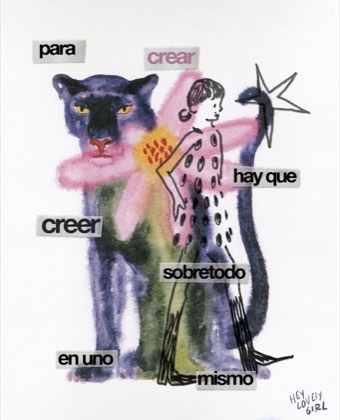 para
crear
hay que
creer
sobretodo
en uno
mismo
HEY
LOVELY
GIRL